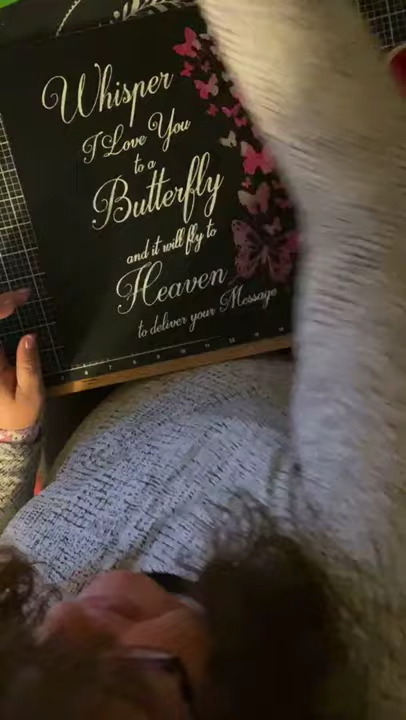 Whisper
I Love You
to a
Butterfly
and it will fly to
Heaven
to deliver your Message